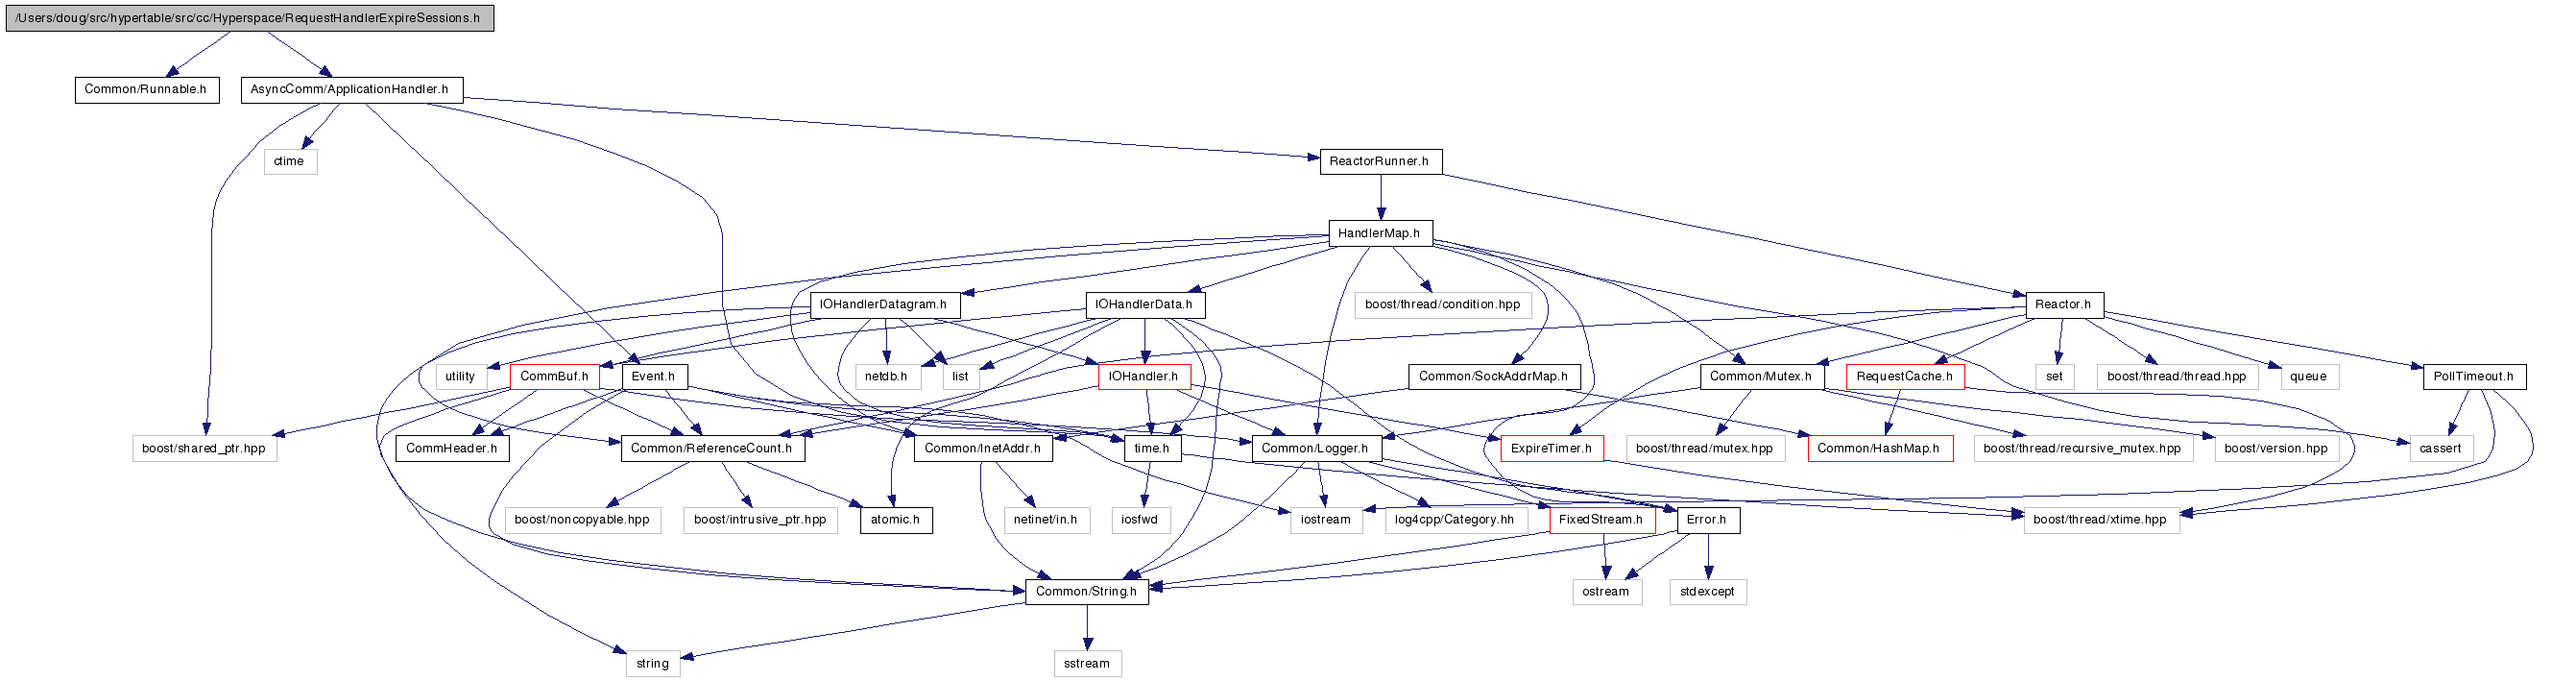 /Users/doug/src/hypertable/src/cc/Hyperspace/RequestHandlerExpireSessions.h
Common/Runnable.h
AsyncComm/ApplicationHandler.h
ctime
ReactorRunner.h
HandlerMap.h
IOHandlerDatagram.h
IOHandlerData.h
boost/thread/condition.hpp
Reactor.h
utility
CommBuf.h
Event.h
netdb.h
list
IOHandler.h
Common/SockAddrMap.h
Common/Mutex.h
RequestCache.h
set
boost/thread/thread.hpp
queue
PollTimeout.h
boost/shared_ptr.hpp
CommHeader.h
Common/ReferenceCount.h
Common/InetAddr.h
time.h
Common/Logger.h
ExpireTimer.h
boost/thread/mutex.hpp
Common/HashMap.h
boost/thread/recursive_mutex.hpp
boost/version.hpp
cassert
boost/noncopyable.hpp
boost/intrusive_ptr.hpp
atomic.h
netinet/in.h
iosfwd
iostream
log4cpp/Category.hh
FixedStream.h
Error.h
boost/thread/xtime.hpp
Common/String.h
ostream
stdexcept
string
sstream